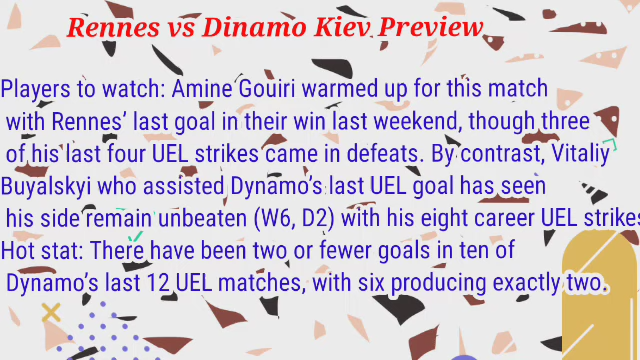 Rennes vs Dinamo Kiev Preview
Players to watch: Amine Gouiri warmed up for this match
with Rennes’ last goal in their win last weekend, though three
of his last four UEL strikes came in defeats. By contrast, Vitaliy
Buyalskyi who assisted Dynamo’s last UEL goal has seen
his side remain unbeaten (W6, D2) with his eight career UEL strikes
Hot stat: There have been two or fewer goals in ten of
Dynamo’s last 12 UEL matches, with six producing exactly two.